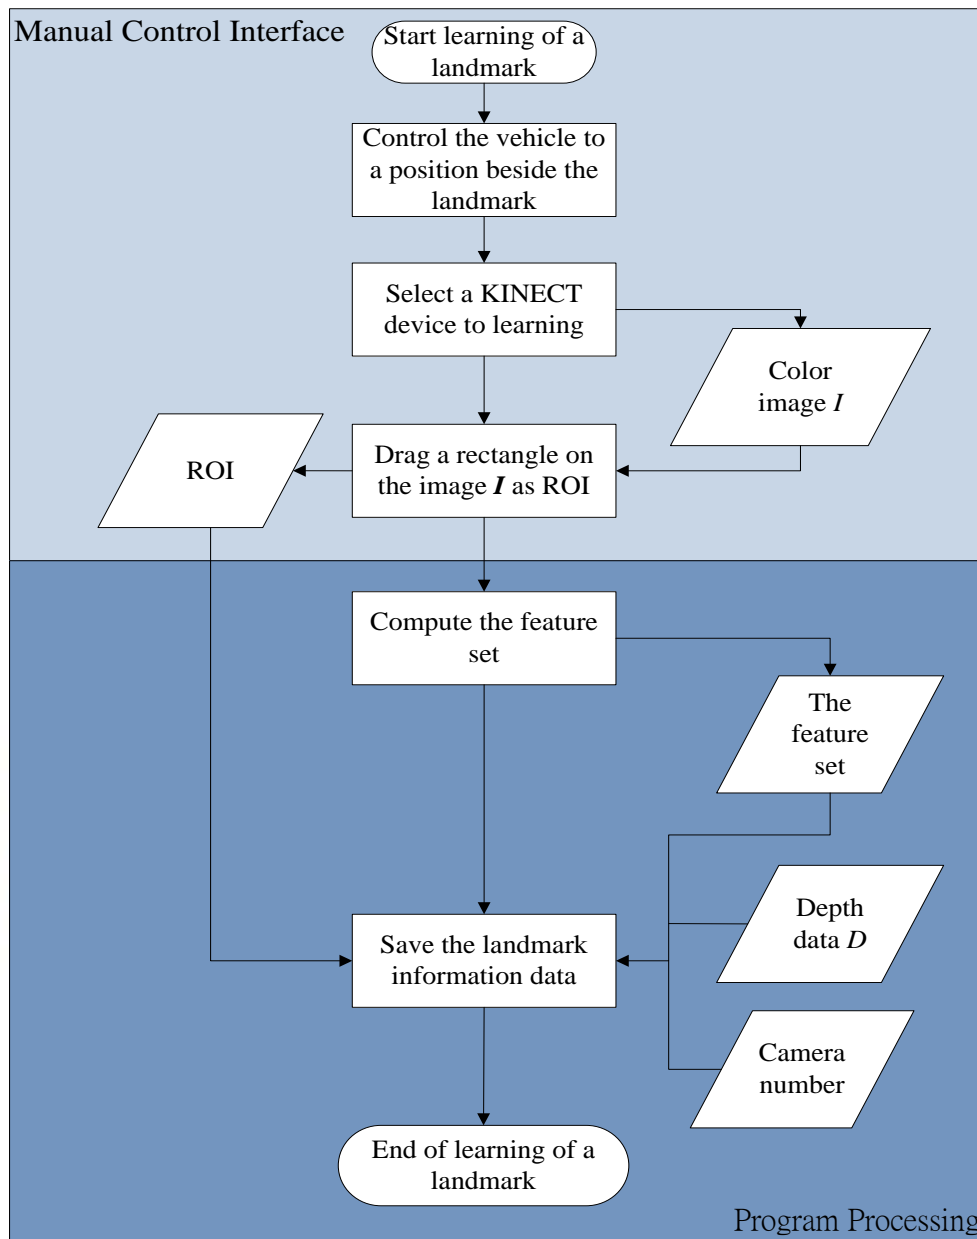 Manual Control Interface
Start learning of a
landmark
Control the vehicle to
a position beside the
landmark
Select a KINECT
device to learning
Color
image I
Drag a rectangle on
the image I as ROI
ROI
Compute the feature
set
The
feature
set
Depth
data D
Save the landmark
information data
Camera
number
End of learning of a
landmark
Program Processing